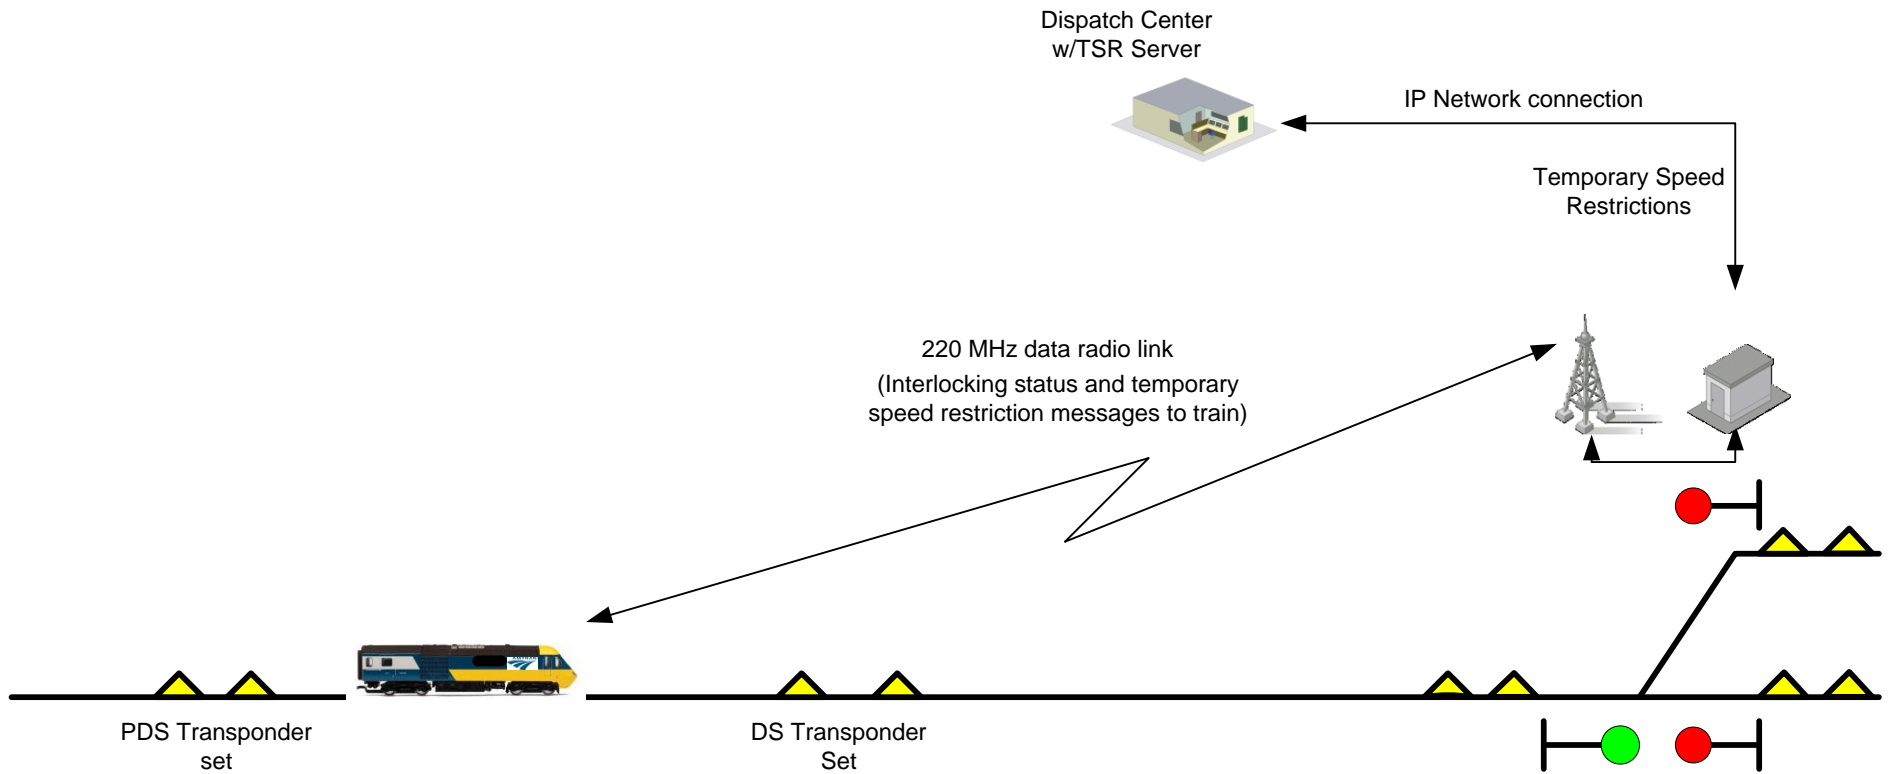 Dispatch Center
w/TSR Server
IP Network connection
Temporary Speed
Restrictions
220 MHz data radio link
(Interlocking status and temporary
speed restriction messages to train)
PDS Transponder
set
DS Transponder
Set